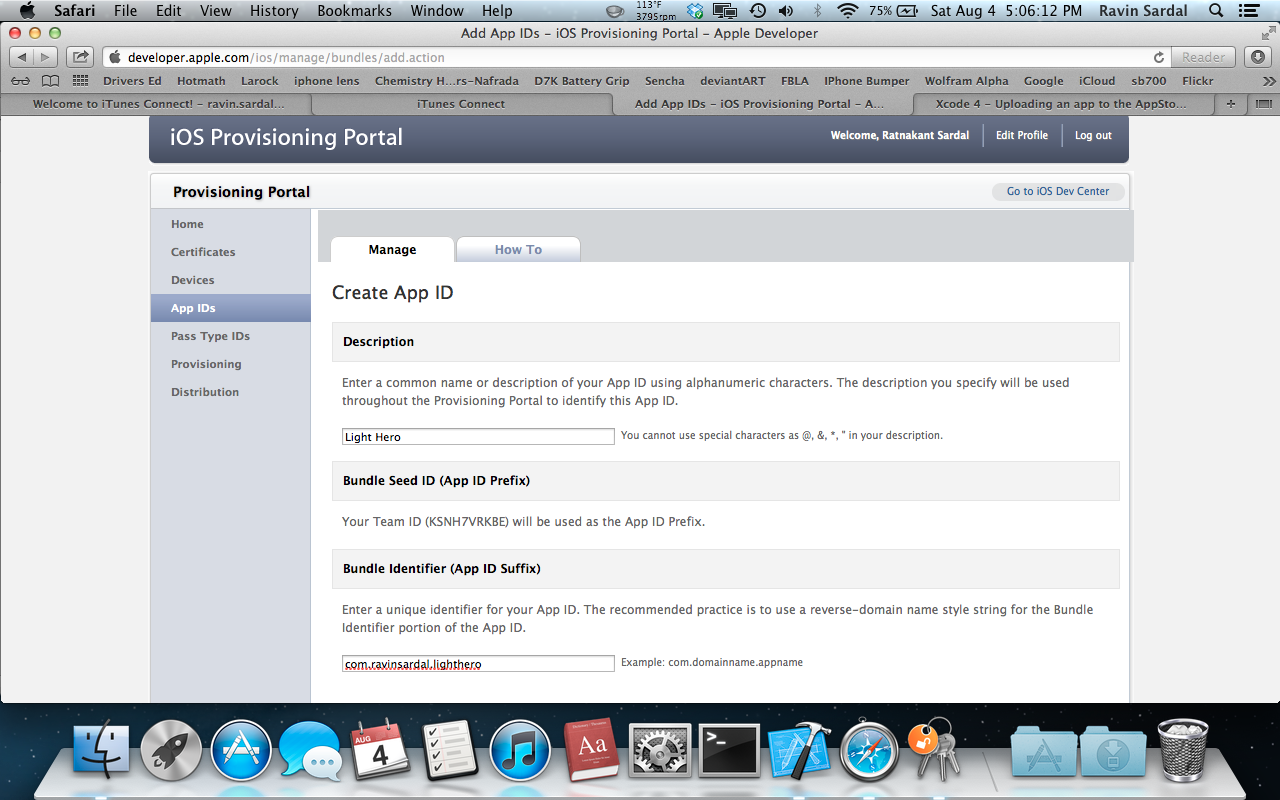 Safari File Edit View History Bookmarks Window Help 113°F 3795rpm 75% Sat Aug 4 5:06:12 PM Ravin Sardal
Add App IDs – iOS Provisioning Portal – Apple Developer
developer.apple.com/ios/manage/bundles/add.action Reader
Drivers Ed Hotmath Larock iphone lens Chemistry H...rs-Nafrada D7K Battery Grip Sencha deviantART FBLA IPhone Bumper Wolfram Alpha Google iCloud sb700 Flickr
Welcome to iTunes Connect! – ravin.sardal... iTunes Connect Add App IDs – iOS Provisioning Portal – A... Xcode 4 – Uploading an app to the AppSto...
iOS Provisioning Portal Welcome, Ratnakant Sardal Edit Profile Log out
Provisioning Portal Go to iOS Dev Center
Home
Certificates
Devices
App IDs
Pass Type IDs
Provisioning
Distribution
Manage How To
Create App ID
Description
Enter a common name or description of your App ID using alphanumeric characters. The description you specify will be used
throughout the Provisioning Portal to identify this App ID.
Light Hero You cannot use special characters as @, &, *, " in your description.
Bundle Seed ID (App ID Prefix)
Your Team ID (KSNH7VRKBE) will be used as the App ID Prefix.
Bundle Identifier (App ID Suffix)
Enter a unique identifier for your App ID. The recommended practice is to use a reverse-domain name style string for the Bundle
Identifier portion of the App ID.
com.ravinsardal.lighthero Example: com.domainname.appname
AUG
4
Aa
>_